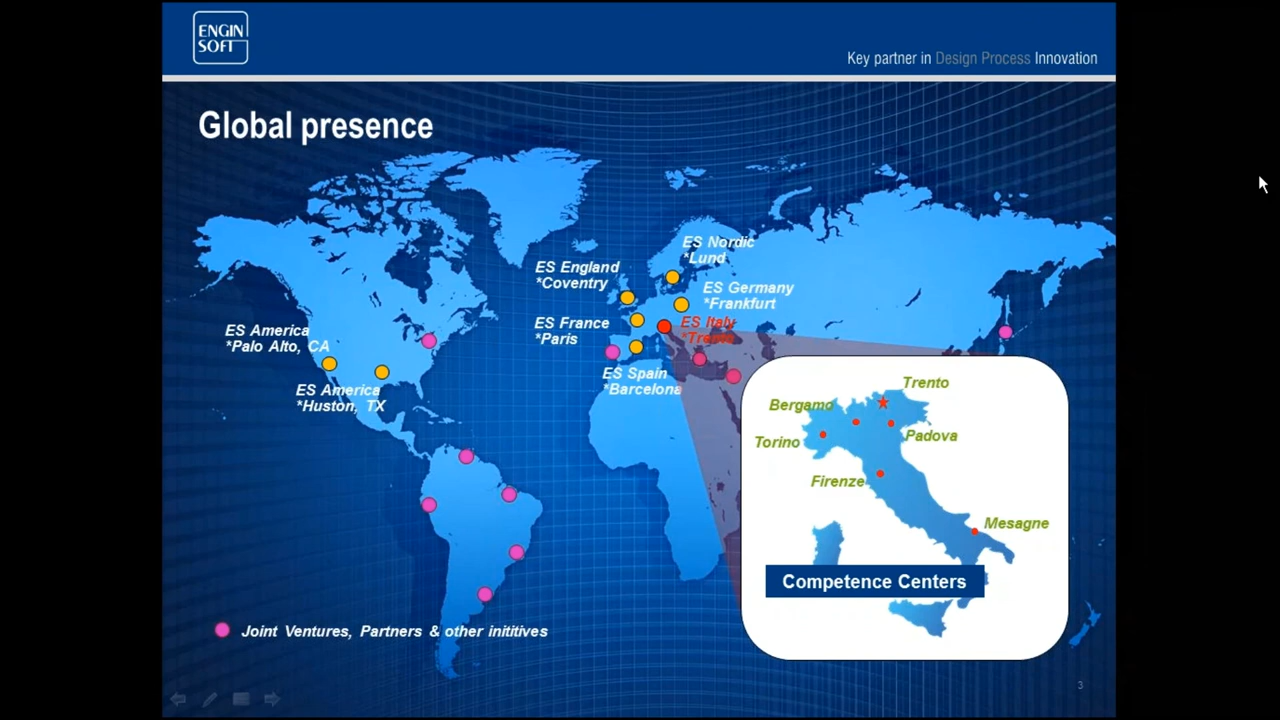 ENGIN
SOFT
Key partner in Design Process Innovation
Global presence
ES Nordic
*Lund
ES England
*Coventry
ES Germany
*Frankfurt
ES France
*Paris
ES Italy
*Trento
ES America
*Palo Alto, CA
ES Spain
*Barcelona
ES America
*Huston, TX
Trento
Bergamo
Padova
Torino
Firenze
Mesagne
Competence Centers
Joint Ventures, Partners & other inititives
3